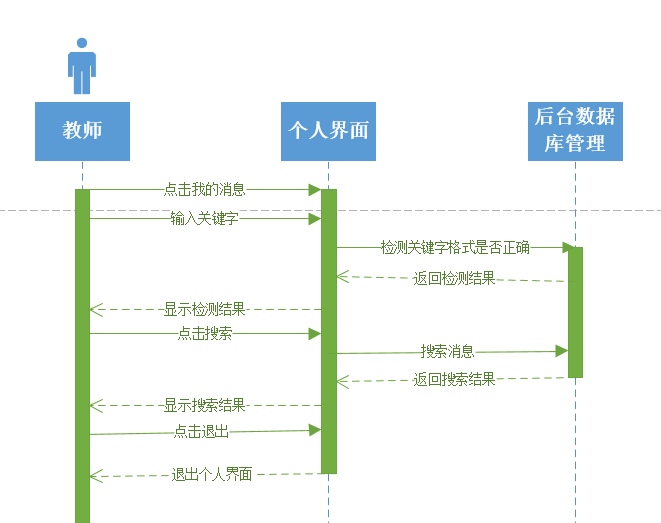 教师
个人界面
后台数据
库管理
点击我的消息
输入关键字
检测关键字格式是否正确
返回检测结果
显示检测结果
点击搜索
搜索消息
返回搜索结果
显示搜索结果
点击退出
退出个人界面